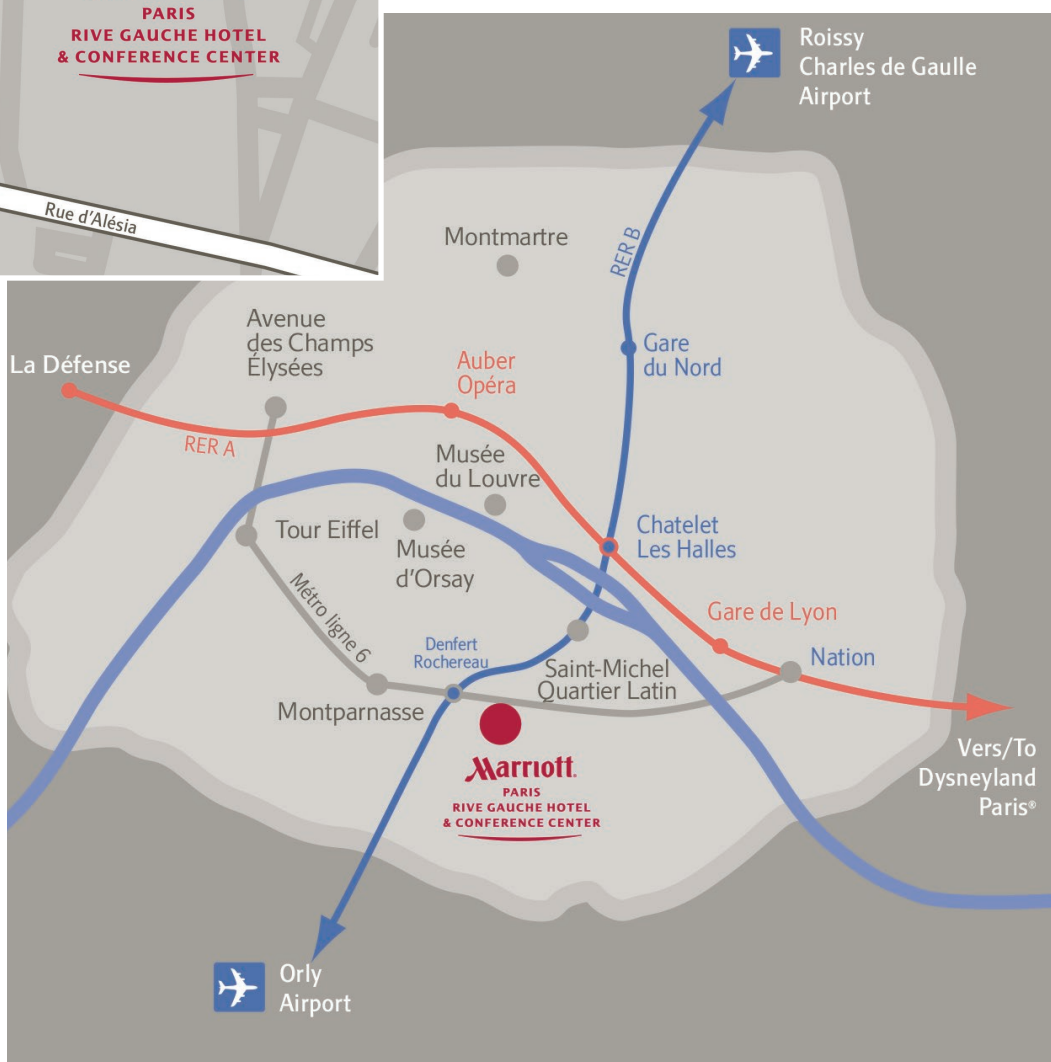 PARIS
RIVE GAUCHE HOTEL
& CONFERENCE CENTER
Rue d'Alésia
Roissy
Charles de Gaulle
Airport
Montmartre
RER B
Avenue
des Champs
Élysées
Gare
du Nord
La Défense
Auber
Opéra
RER A
Musée
du Louvre
Tour Eiffel
Musée
d'Orsay
Chatelet
Les Halles
Métro ligne 6
Gare de Lyon
Denfert
Rochereau
Saint-Michel
Quartier Latin
Nation
Montparnasse
Marriott.
PARIS
RIVE GAUCHE HOTEL
& CONFERENCE CENTER
Vers/To
Dysneyland
Paris®
Orly
Airport